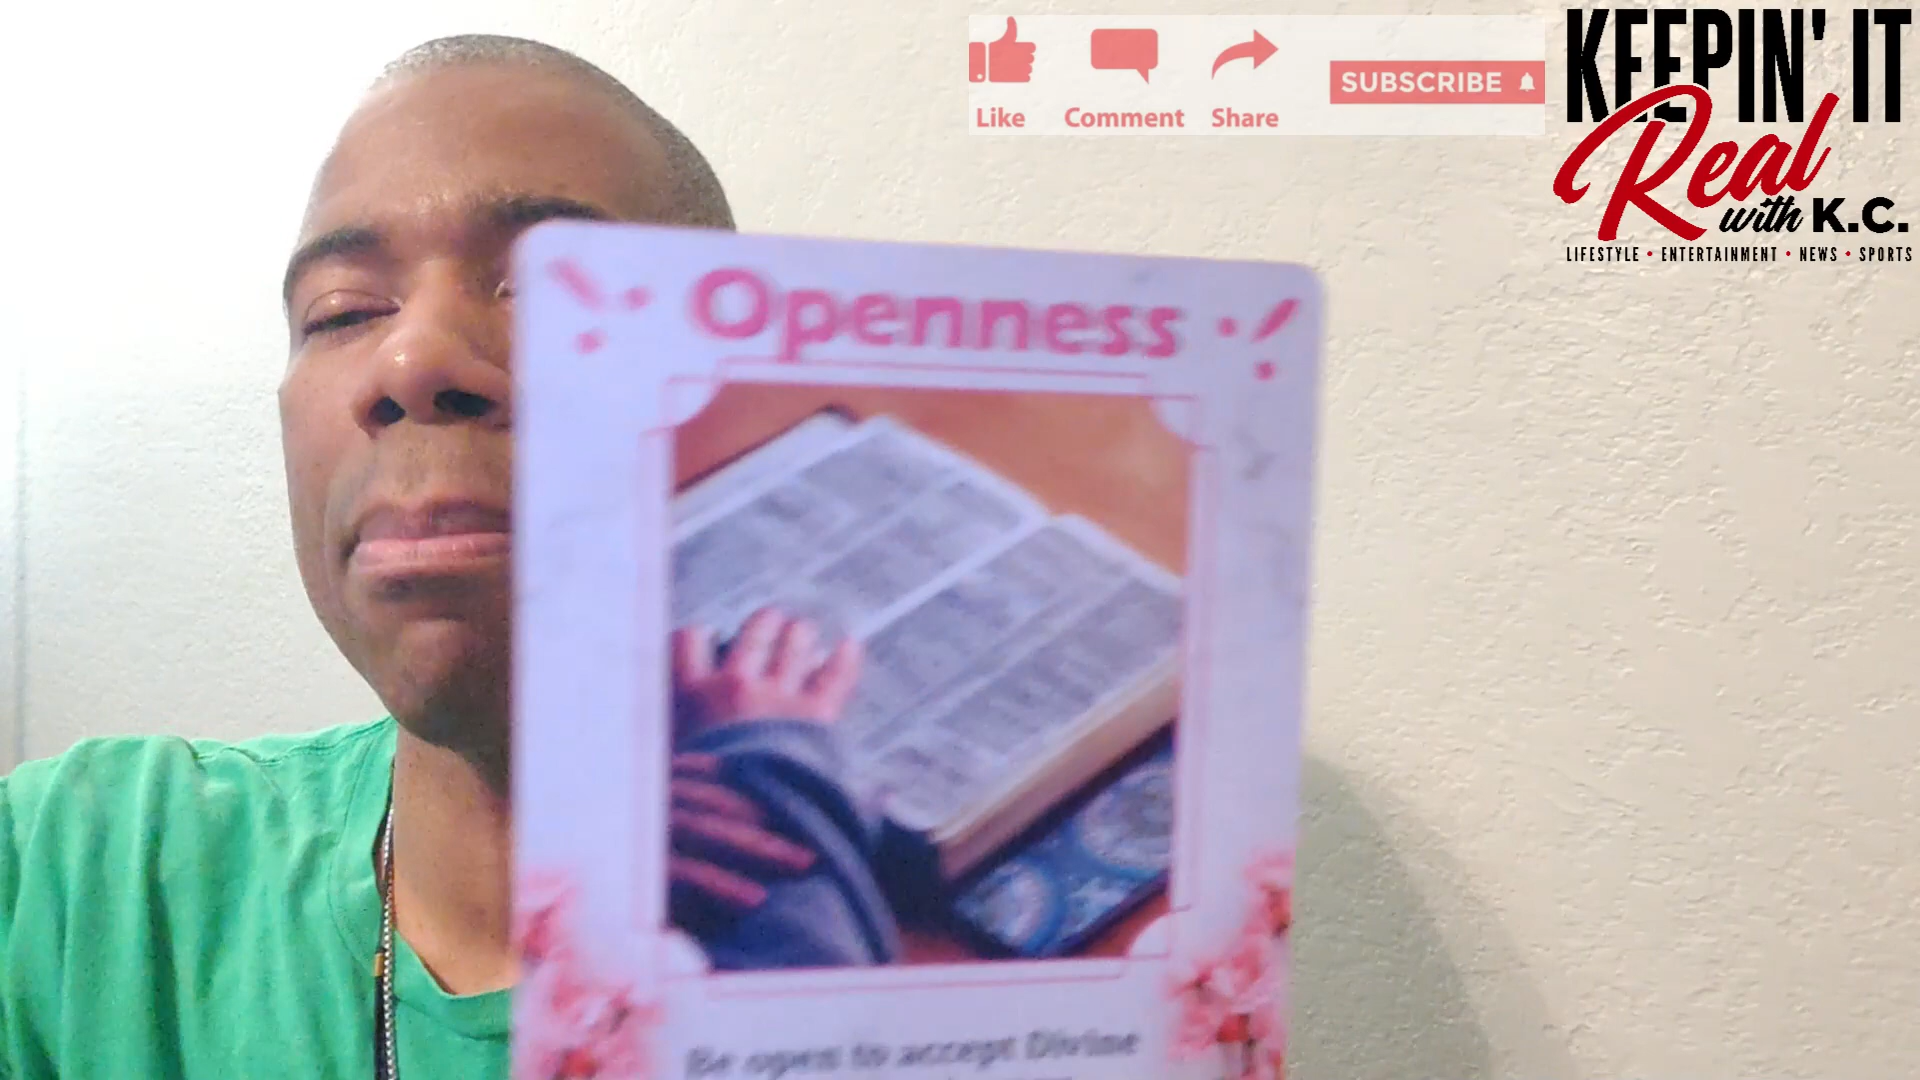 Like
Comment
Share
SUBSCRIBE
KEEPIN' IT
Real
with K.C.
LIFESTYLE • ENTERTAINMENT • NEWS • SPORTS
Openness
Be open to accept Divine